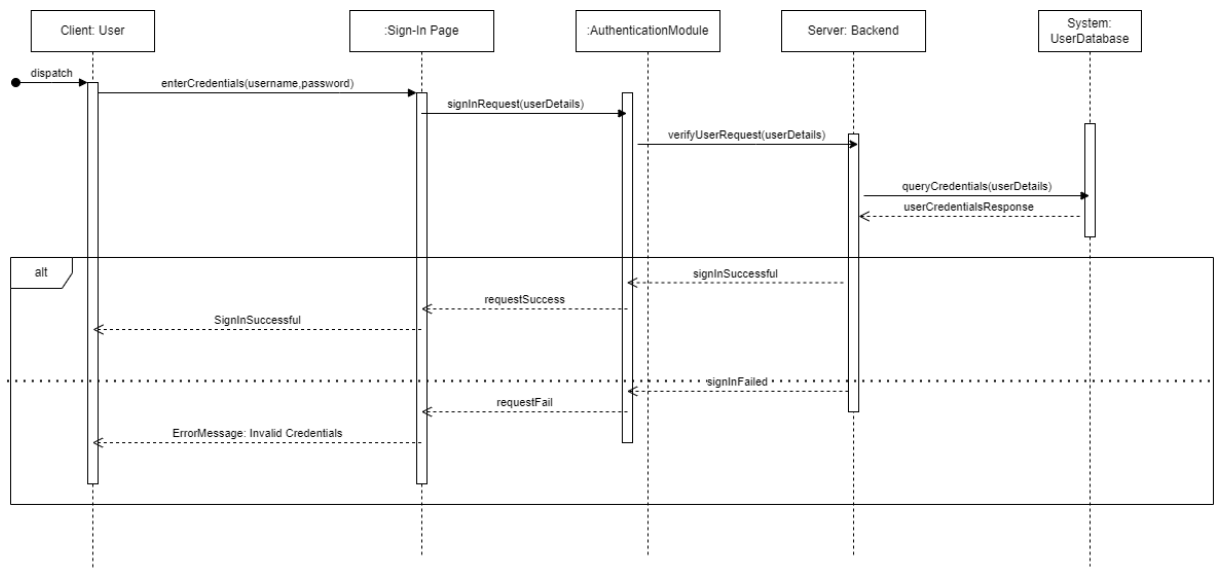 Client: User
:Sign-In Page
:AuthenticationModule
Server: Backend
System:
UserDatabase
dispatch
enterCredentials(username,password)
signInRequest(userDetails)
verifyUserRequest(userDetails)
queryCredentials(userDetails)
userCredentialsResponse
alt
signInSuccessful
requestSuccess
SignInSuccessful
signInFailed
requestFail
ErrorMessage: Invalid Credentials